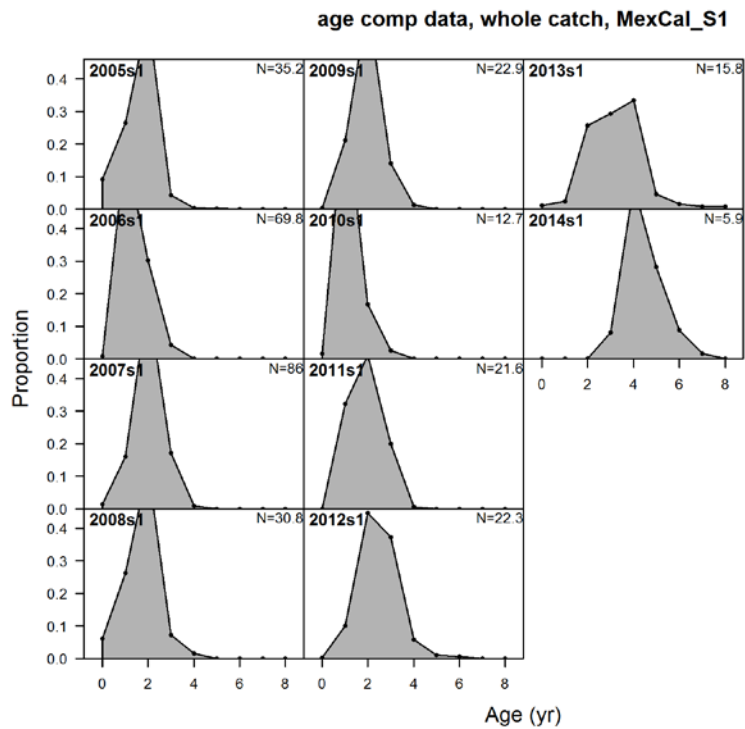 age comp data, whole catch, MexCal_S1
2005s1 N=35.2
2009s1 N=22.9
2013s1 N=15.8
0.4
0.3
0.2
0.1
0.0
2006s1 N=69.8
2010s1 N=12.7
2014s1 N=5.9
0.4
0.3
0.2
0.1
0.0
0 2 4 6 8
2007s1 N=86
2011s1 N=21.6
0.4
0.3
0.2
0.1
0.0
2008s1 N=30.8
2012s1 N=22.3
0.4
0.3
0.2
0.1
0.0
0 2 4 6 8
0 2 4 6 8
Proportion
Age (yr)